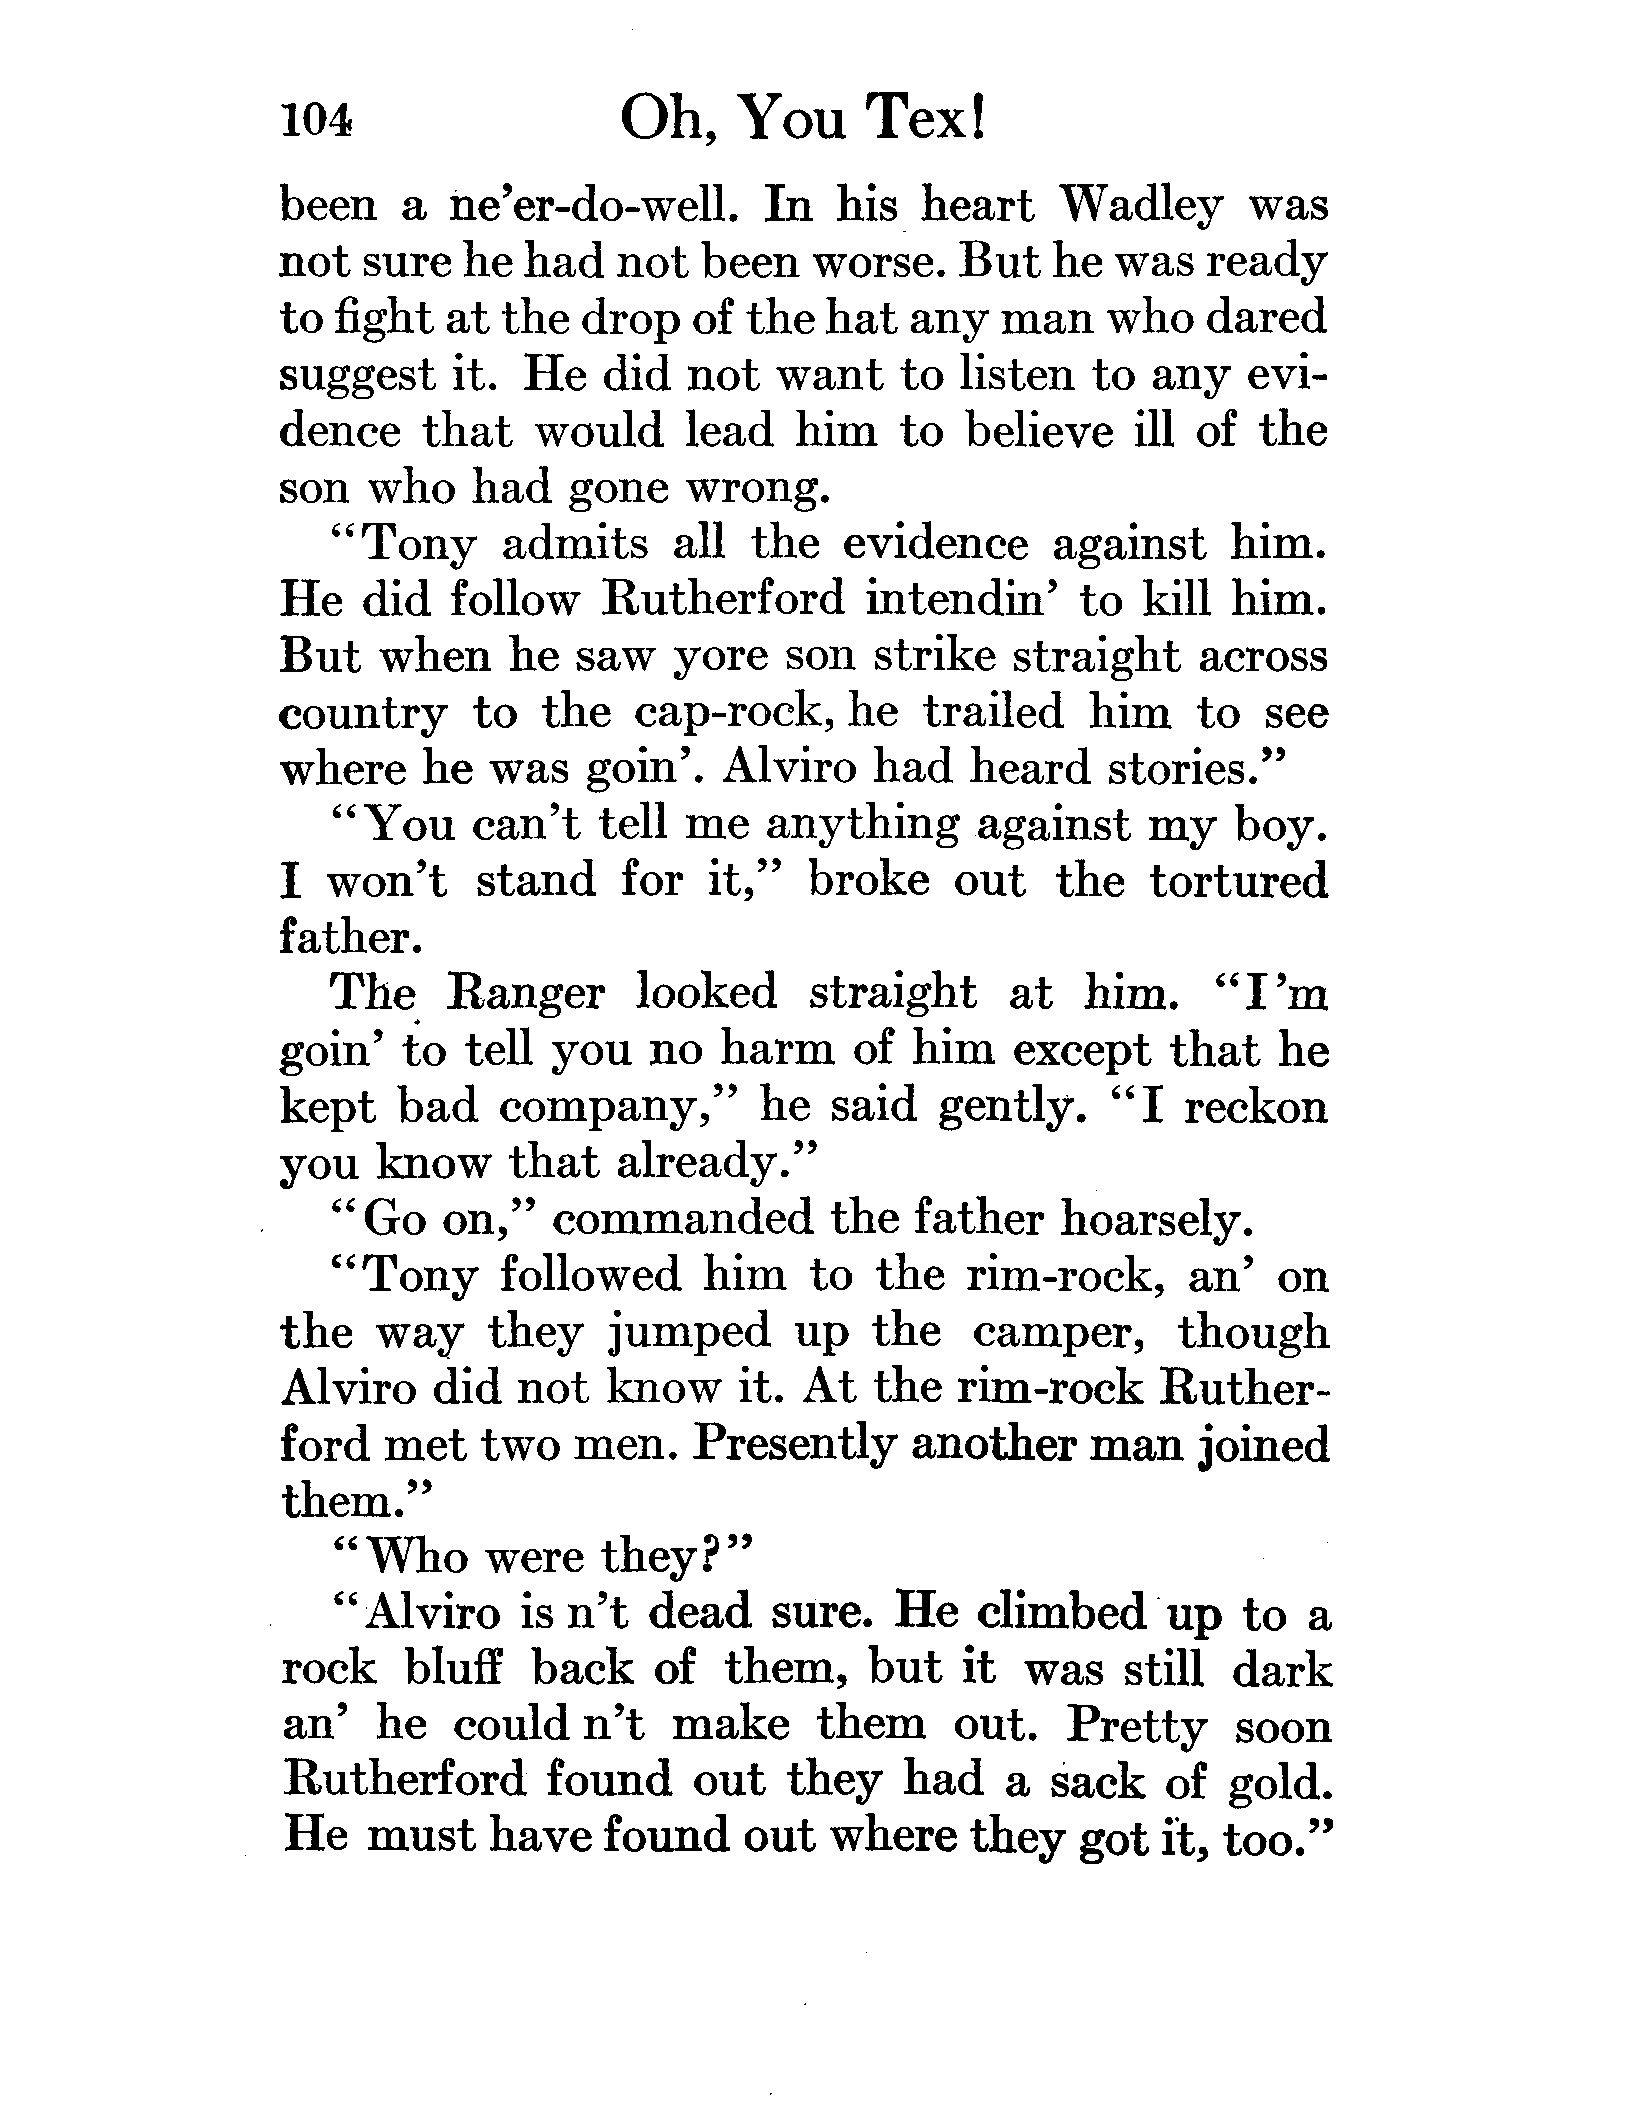 104 Oh, You Tex!
been a ne'er-do-well. In his heart Wadley was
not sure he had not been worse. But he was ready
to fight at the drop of the hat any man who dared
suggest it. He did not want to listen to any evi-
dence that would lead him to believe ill of the
son who had gone wrong.
"Tony admits all the evidence against him.
He did follow Rutherford intendin' to kill him.
But when he saw yore son strike straight across
country to the cap-rock, he trailed him to see
where he was goin'. Alviro had heard stories."
"You can't tell me anything against my boy.
I won't stand for it," broke out the tortured
father.
The Ranger looked straight at him. "I'm
goin' to tell you no harm of him except that he
kept bad company," he said gently. "I reckon
you know that already."
"Go on," commanded the father hoarsely.
"Tony followed him to the rim-rock, an' on
the way they jumped up the camper, though
Alviro did not know it. At the rim-rock Ruther-
ford met two men. Presently another man joined
them."
"Who were they?"
"Alviro is n't dead sure. He climbed up to a
rock bluff back of them, but it was still dark
an' he could n't make them out. Pretty soon
Rutherford found out they had a sack of gold.
He must have found out where they got it, too."